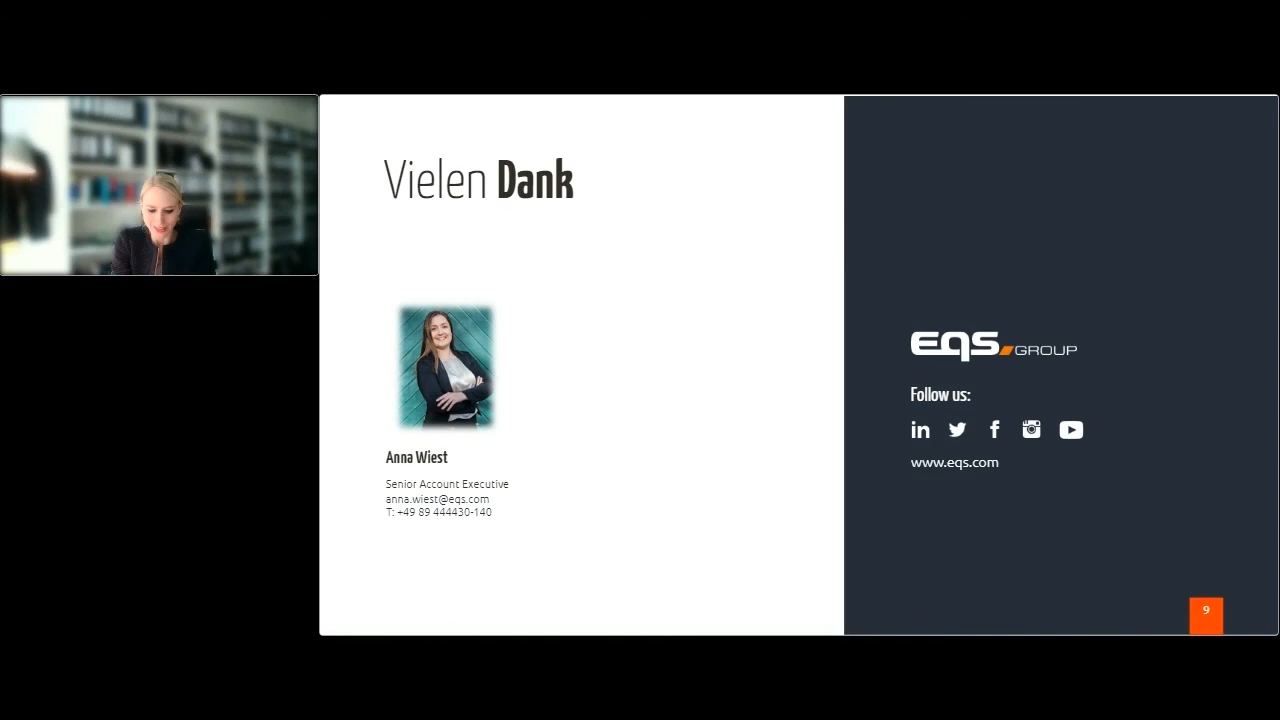 Vielen Dank
Anna Wiest
Senior Account Executive
anna.wiest@eqs.com
T: +49 89 444430-140
eqs GROUP
Follow us:
www.eqs.com
9